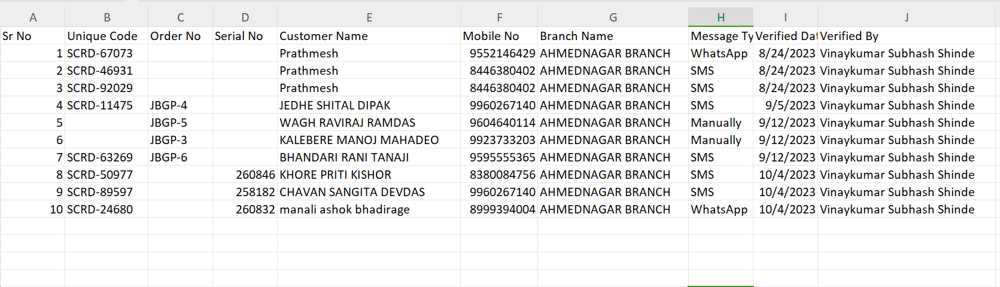 A B C D E F G H I J
Sr No Unique Code Order No Serial No Customer Name Mobile No Branch Name Message Ty Verified Dat Verified By
1 SCRD-67073 Prathmesh 9552146429 AHMEDNAGAR BRANCH WhatsApp 8/24/2023 Vinaykumar Subhash Shinde
2 SCRD-46931 Prathmesh 8446380402 AHMEDNAGAR BRANCH SMS 8/24/2023 Vinaykumar Subhash Shinde
3 SCRD-92029 Prathmesh 8446380402 AHMEDNAGAR BRANCH SMS 8/24/2023 Vinaykumar Subhash Shinde
4 SCRD-11475 JBGP-4 JEDHE SHITAL DIPAK 9960267140 AHMEDNAGAR BRANCH SMS 9/5/2023 Vinaykumar Subhash Shinde
5 JBGP-5 WAGH RAVIRAJ RAMDAS 9604640114 AHMEDNAGAR BRANCH Manually 9/12/2023 Vinaykumar Subhash Shinde
6 JBGP-3 KALEBERE MANOJ MAHADEO 9923733203 AHMEDNAGAR BRANCH Manually 9/12/2023 Vinaykumar Subhash Shinde
7 SCRD-63269 JBGP-6 BHANDARI RANI TANAJI 9595555365 AHMEDNAGAR BRANCH SMS 9/12/2023 Vinaykumar Subhash Shinde
8 SCRD-50977 260846 KHORE PRITI KISHOR 8380084756 AHMEDNAGAR BRANCH SMS 10/4/2023 Vinaykumar Subhash Shinde
9 SCRD-89597 258182 CHAVAN SANGITA DEVDAS 9960267140 AHMEDNAGAR BRANCH SMS 10/4/2023 Vinaykumar Subhash Shinde
10 SCRD-24680 260832 manali ashok bhadirage 8999394004 AHMEDNAGAR BRANCH WhatsApp 10/4/2023 Vinaykumar Subhash Shinde